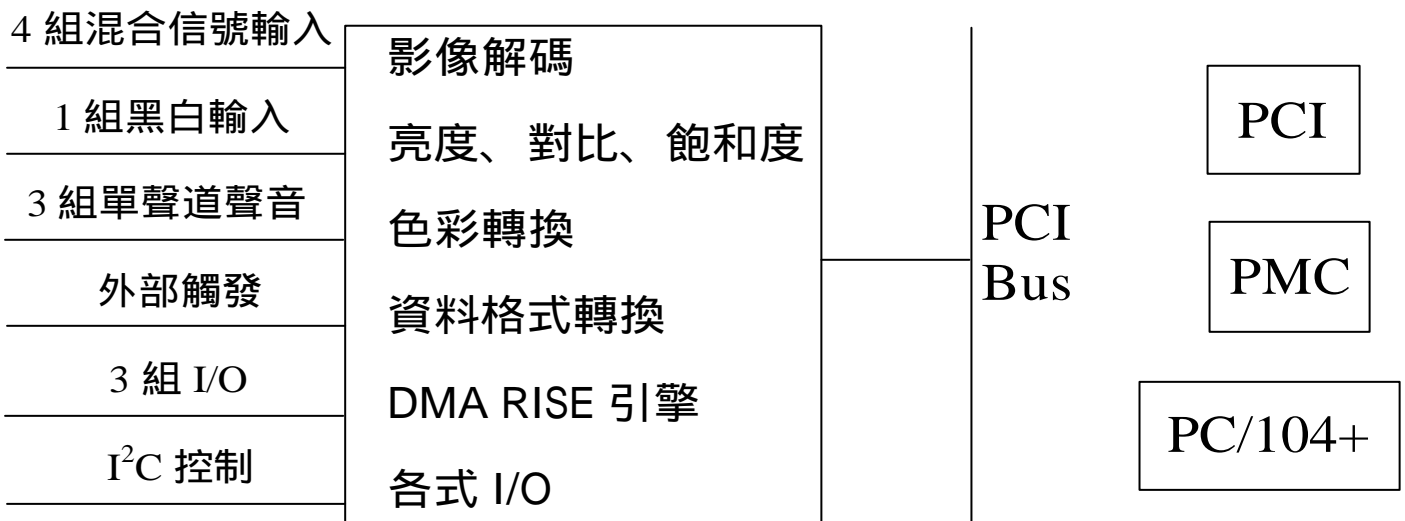 4 組混合信號輸入
1 組黑白輸入
3 組單聲道聲音
外部觸發
3 組 I/O
I²C 控制
影像解碼
亮度、對比、飽和度
色彩轉換
資料格式轉換
DMA RISE 引擎
各式 I/O
PCI
Bus
PCI
PMC
PC/104+